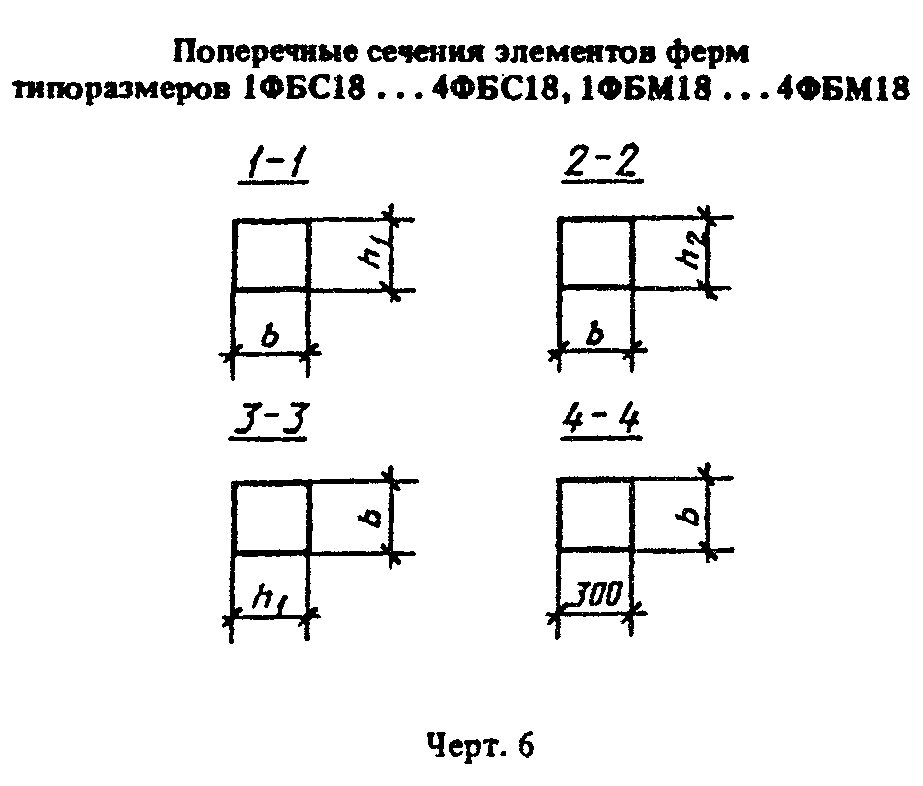 Поперечные сечения элементов ферм
типоразмеров 1ФБС18 ... 4ФБС18, 1ФБМ18 ... 4ФБМ18
1-1
2-2
h1
h2
b
b
3-3
4-4
b
b
h1
300
Черт. 6